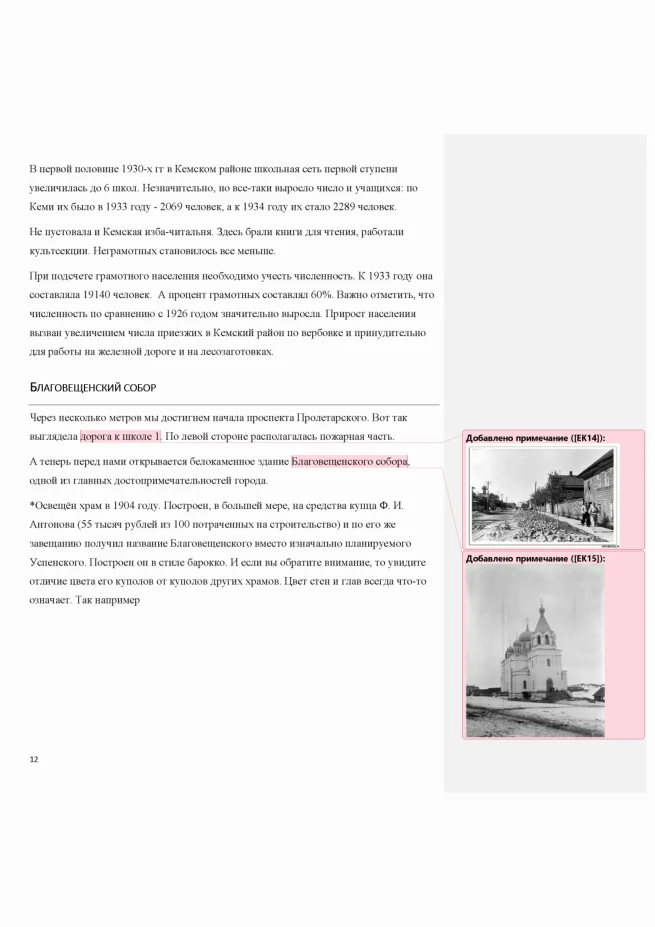 В первой половине 1930-х гг в Кемском районе школьная сеть первой ступени
увеличилась до 6 школ. Незначительно, но все-таки выросло число и учащихся: по
Кеми их было в 1933 году - 2069 человек, а к 1934 году их стало 2289 человек.
Не пустовала и Кемская изба-читальня. Здесь брали книги для чтения, работали
культсекции. Неграмотных становилось все меньше.
При подсчете грамотного населения необходимо учесть численность. К 1933 году она
составляла 19140 человек. А процент грамотных составлял 60%. Важно отметить, что
численность по сравнению с 1926 годом значительно выросла. Прирост населения
вызван увеличением числа приезжих в Кемский район по вербовке и принудительно
для работы на железной дороге и на лесозаготовках.
БЛАГОВЕЩЕНСКИЙ СОБОР
Через несколько метров мы достигнем начала проспекта Пролетарского. Вот так
выглядела дорога к школе 1. По левой стороне располагалась пожарная часть.
А теперь перед нами открывается белокаменное здание Благовещенского собора,
одной из главных достопримечательностей города.
*Освещён храм в 1904 году. Построен, в большей мере, на средства купца Ф. И.
Антонова (55 тысяч рублей из 100 потраченных на строительство) и по его же
завещанию получил название Благовещенского вместо изначально планируемого
Успенского. Построен он в стиле барокко. И если вы обратите внимание, то увидите
отличие цвета его куполов от куполов других храмов. Цвет стен и глав всегда что-то
означает. Так например
Добавлено примечание ([ЕК14]):
Добавлено примечание ([ЕК15]):
12